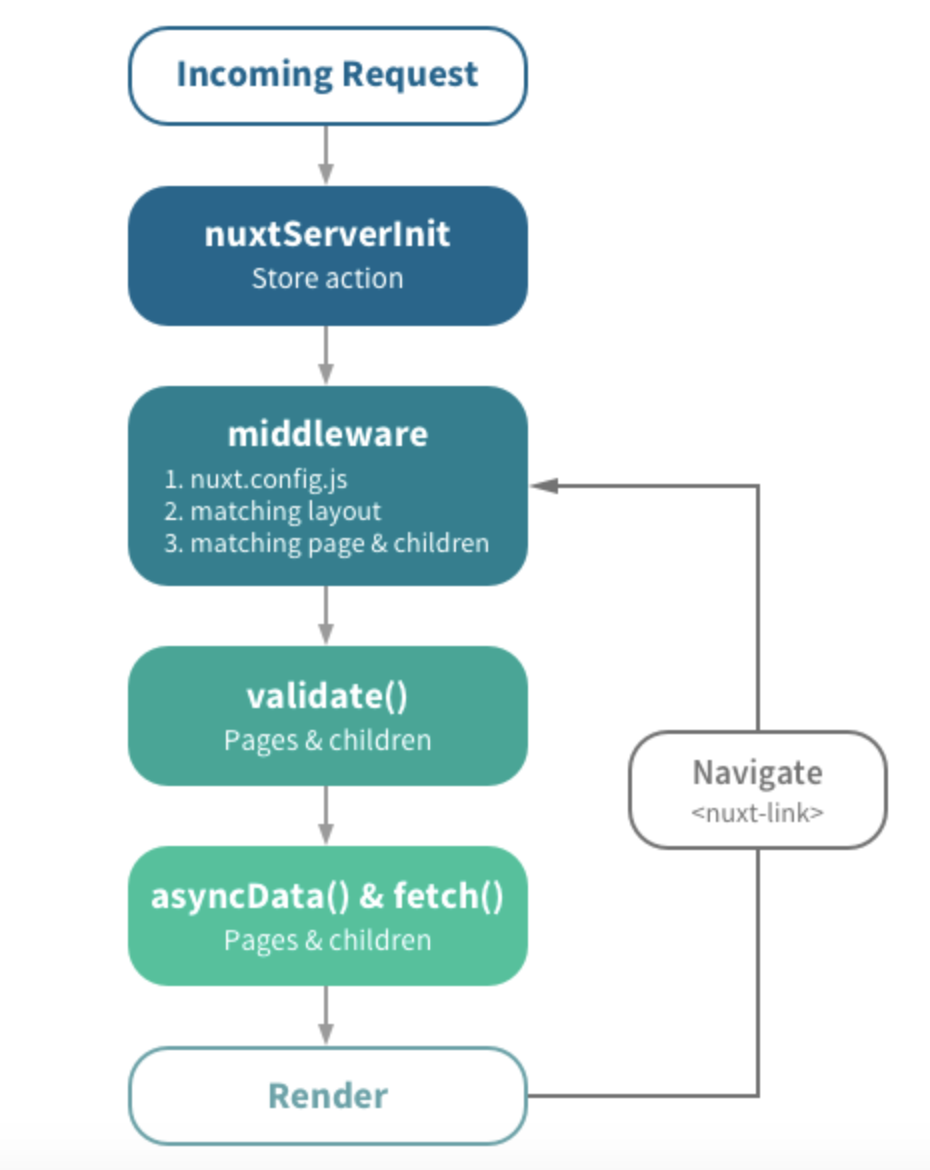 Incoming Request
nuxtServerInit
Store action
middleware
1. nuxt.config.js
2. matching layout
3. matching page & children
validate()
Pages & children
asyncData() & fetch()
Pages & children
Render
Navigate
<nuxt-link>